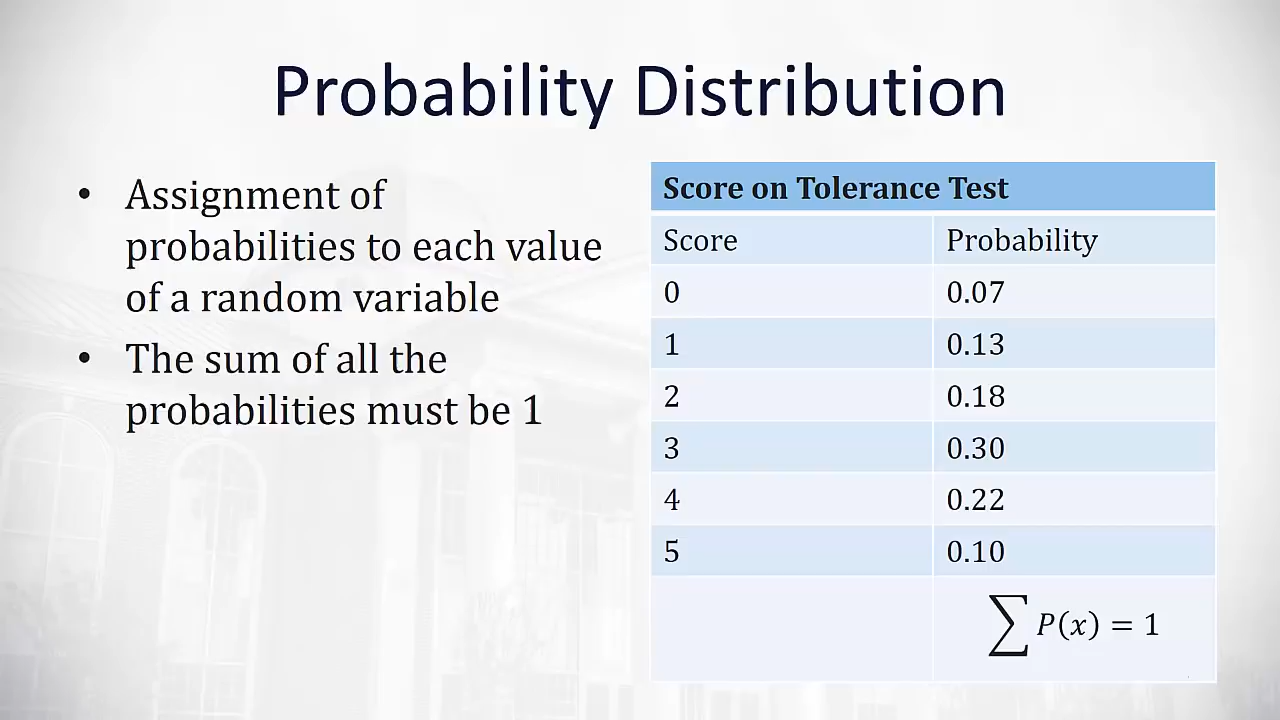 Probability Distribution
• Assignment of
probabilities to each value
of a random variable
• The sum of all the
probabilities must be 1
Score on Tolerance Test
Score Probability
0 0.07
1 0.13
2 0.18
3 0.30
4 0.22
5 0.10
∑ P(x) = 1